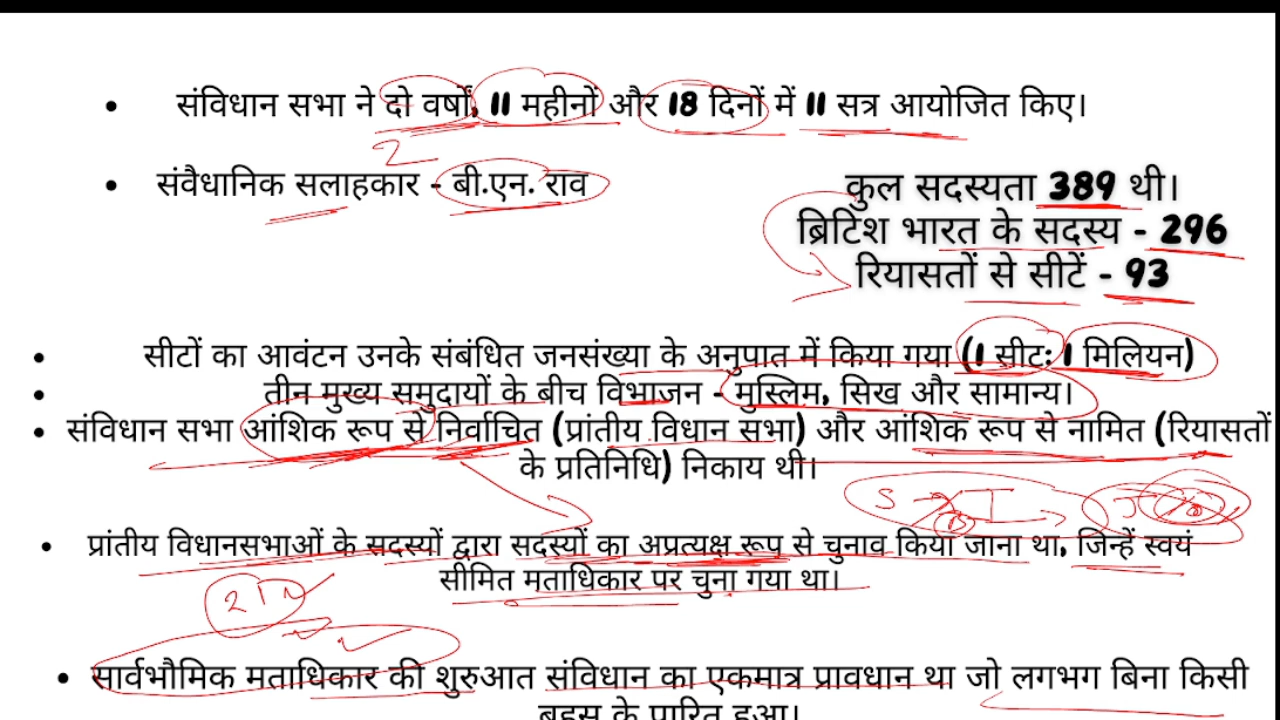 • संविधान सभा ने दो वर्षों, 11 महीनों और 18 दिनों में 11 सत्र आयोजित किए।
2
• संवैधानिक सलाहकार - बी.एन. राव
कुल सदस्यता 389 थी।
ब्रिटिश भारत के सदस्य - 296
रियासतों से सीटें - 93
• सीटों का आवंटन उनके संबंधित जनसंख्या के अनुपात में किया गया (1 सीट: 1 मिलियन)
• तीन मुख्य समुदायों के बीच विभाजन - मुस्लिम, सिख और सामान्य।
• संविधान सभा आंशिक रूप से निर्वाचित (प्रांतीय विधान सभा) और आंशिक रूप से नामित (रियासतों
के प्रतिनिधि) निकाय थी।
• प्रांतीय विधानसभाओं के सदस्यों द्वारा सदस्यों का अप्रत्यक्ष रूप से चुनाव किया जाना था, जिन्हें स्वयं
सीमित मताधिकार पर चुना गया था।
• सार्वभौमिक मताधिकार की शुरुआत संविधान का एकमात्र प्रावधान था जो लगभग बिना किसी
बहस के पारित हुआ।